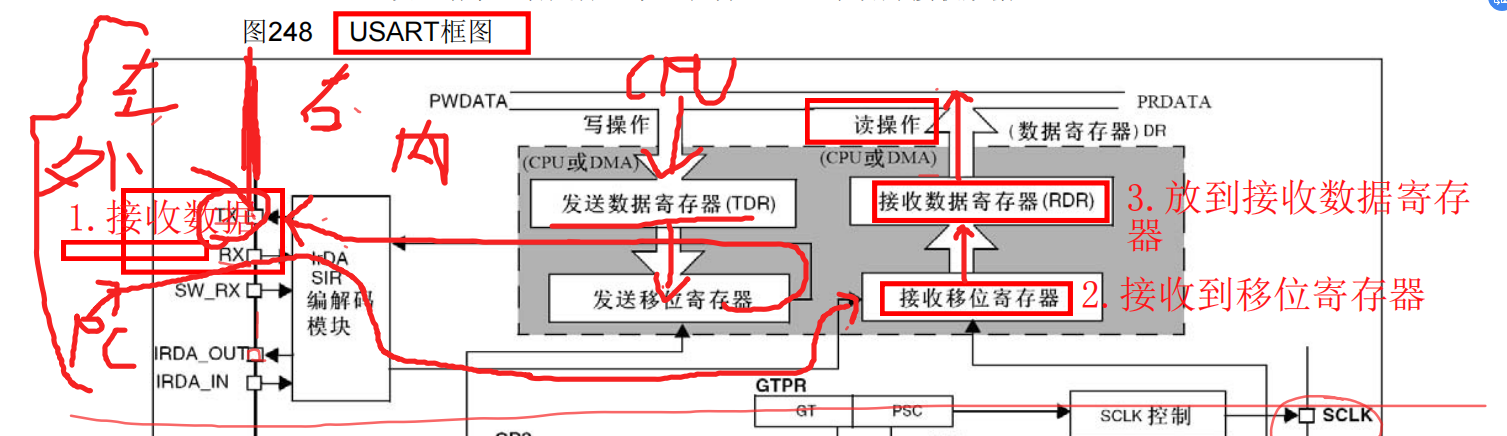 图248 USART框图
左
右
CPU
PWDATA
PRDATA
写操作
读操作
(数据寄存器) DR
外
内
(CPU或DMA)
(CPU或DMA)
发送数据寄存器(TDR)
接收数据寄存器(RDR)
3.放到接收数据寄存
器
TX
1.接收数据
RX
IrDA
SIR
编解码
模块
SW_RX
发送移位寄存器
接收移位寄存器
2.接收到移位寄存器
PC
IRDA_OUT
IRDA_IN
GTPR
GT
PSC
SCLK 控制
SCLK